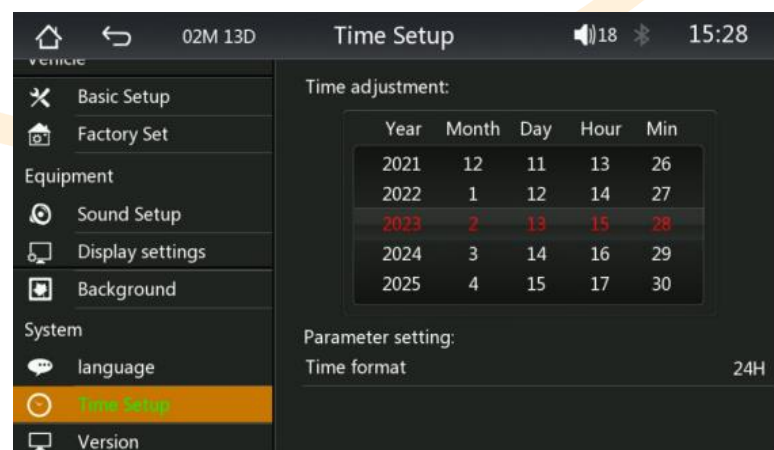 02M 13D Time Setup 18 15:28
Vehicle
Basic Setup
Factory Set
Equipment
Sound Setup
Display settings
Background
System
language
Time Setup
Version
Time adjustment:
Year Month Day Hour Min
2021 12 11 13 26
2022 1 12 14 27
2023 2 13 15 28
2024 3 14 16 29
2025 4 15 17 30
Parameter setting:
Time format 24H